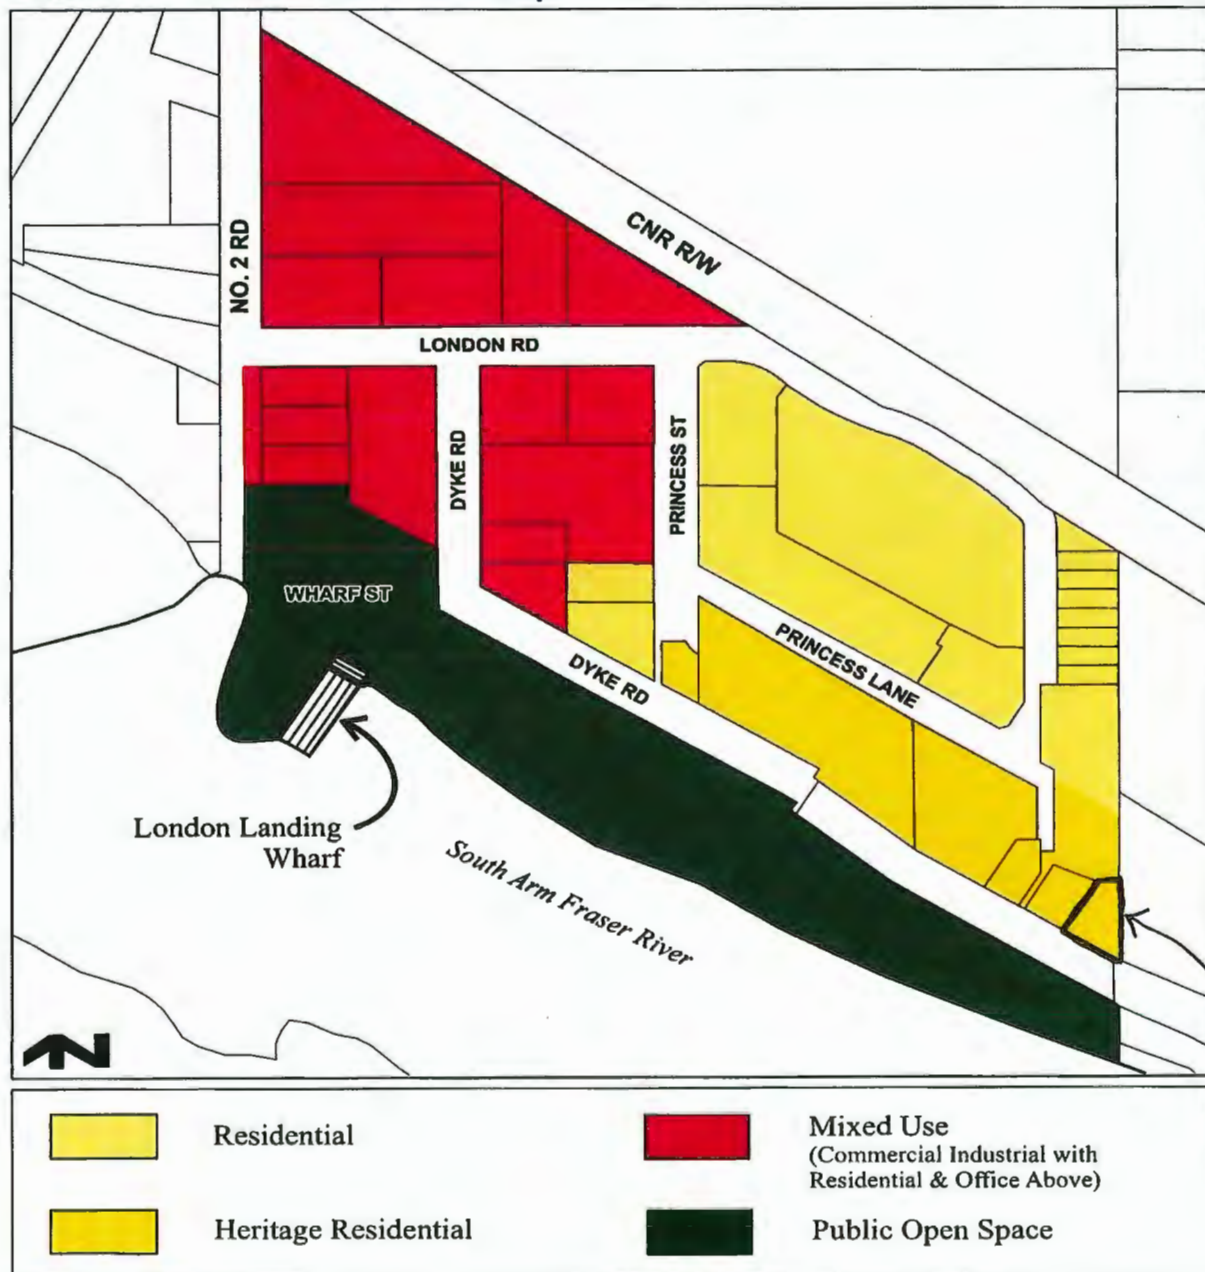 CNR R/W
NO. 2 RD
LONDON RD
DYKE RD
PRINCESS ST
WHARF ST
PRINCESS LANE
DYKE RD
London Landing
Wharf
South Arm Fraser River
Residential
Mixed Use
(Commercial Industrial with
Residential & Office Above)
Heritage Residential
Public Open Space